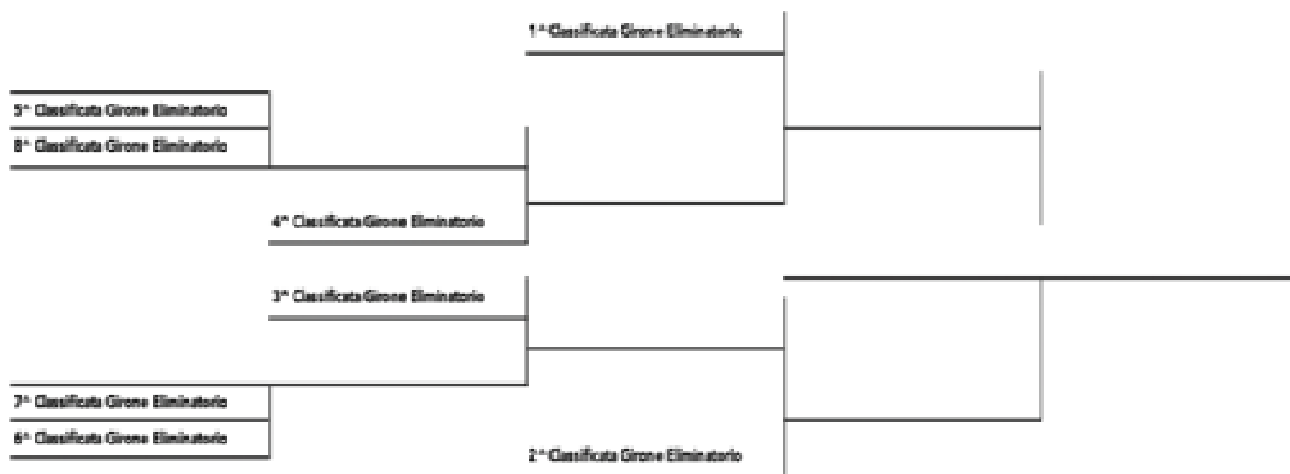 1^ Classificata Girone Eliminatorio
5^ Classificata Girone Eliminatorio
8^ Classificata Girone Eliminatorio
4^ Classificata Girone Eliminatorio
3^ Classificata Girone Eliminatorio
7^ Classificata Girone Eliminatorio
6^ Classificata Girone Eliminatorio
2^ Classificata Girone Eliminatorio